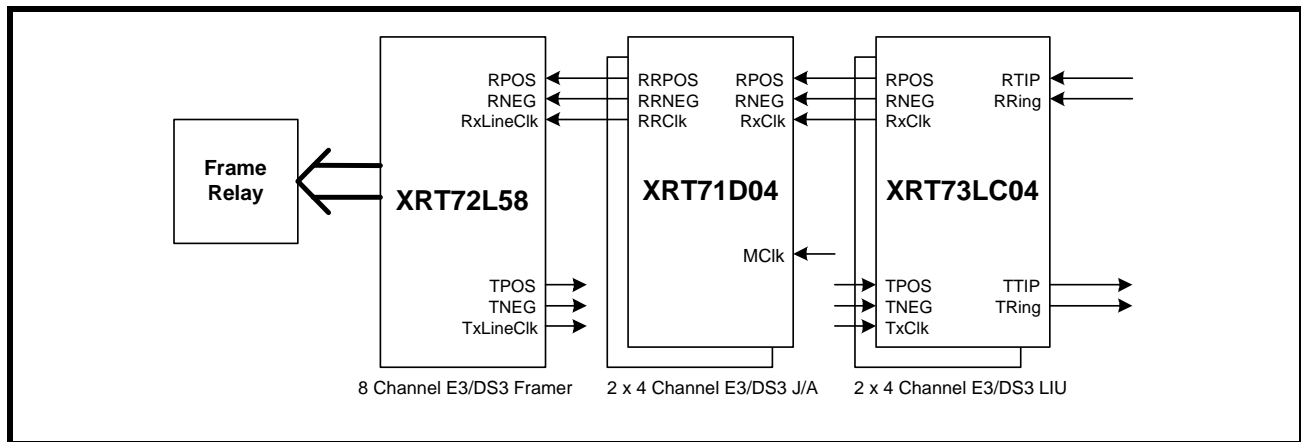 Frame
Relay
RPOS
RNEG
RxLineClk
XRT72L58
TPOS
TNEG
TxLineClk
8 Channel E3/DS3 Framer
RRPOS
RRNEG
RRClk
RPOS
RNEG
RxClk
XRT71D04
MClk
2 x 4 Channel E3/DS3 J/A
RPOS
RNEG
RxClk
RTIP
RRing
XRT73LC04
TPOS
TNEG
TxClk
TTIP
TRing
2 x 4 Channel E3/DS3 LIU